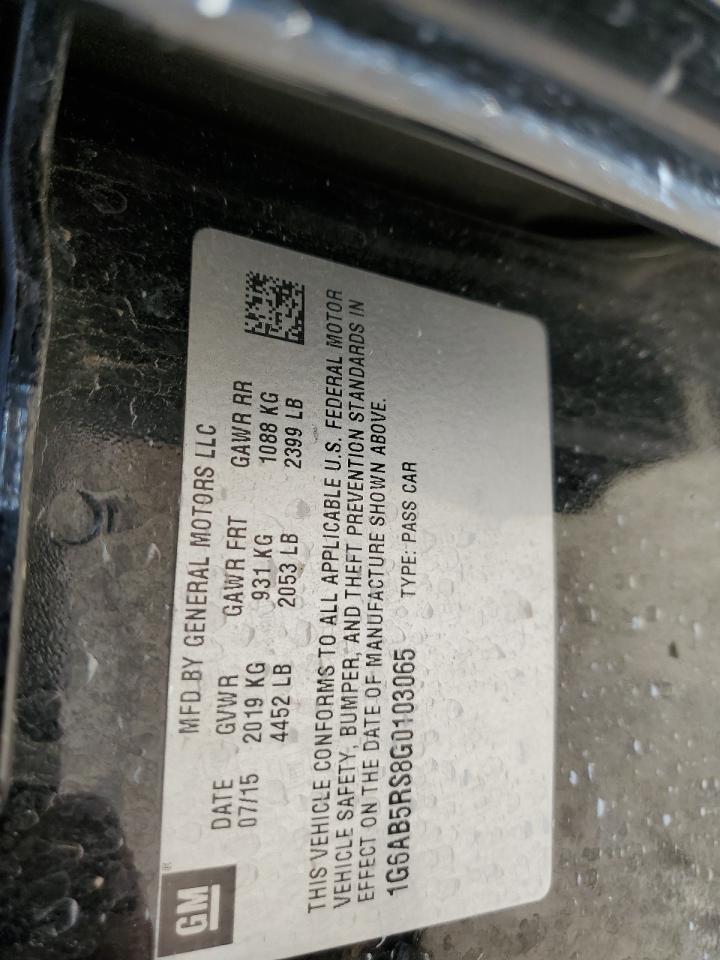 GM®
MFD BY GENERAL MOTORS LLC
DATE GVWR GAWR FRT GAWR RR
07/15 2019 KG 931 KG 1088 KG
4452 LB 2053 LB 2399 LB
THIS VEHICLE CONFORMS TO ALL APPLICABLE U.S. FEDERAL MOTOR
VEHICLE SAFETY, BUMPER, AND THEFT PREVENTION STANDARDS IN
EFFECT ON THE DATE OF MANUFACTURE SHOWN ABOVE.
1G6AB5RS8G0103065 TYPE: PASS CAR